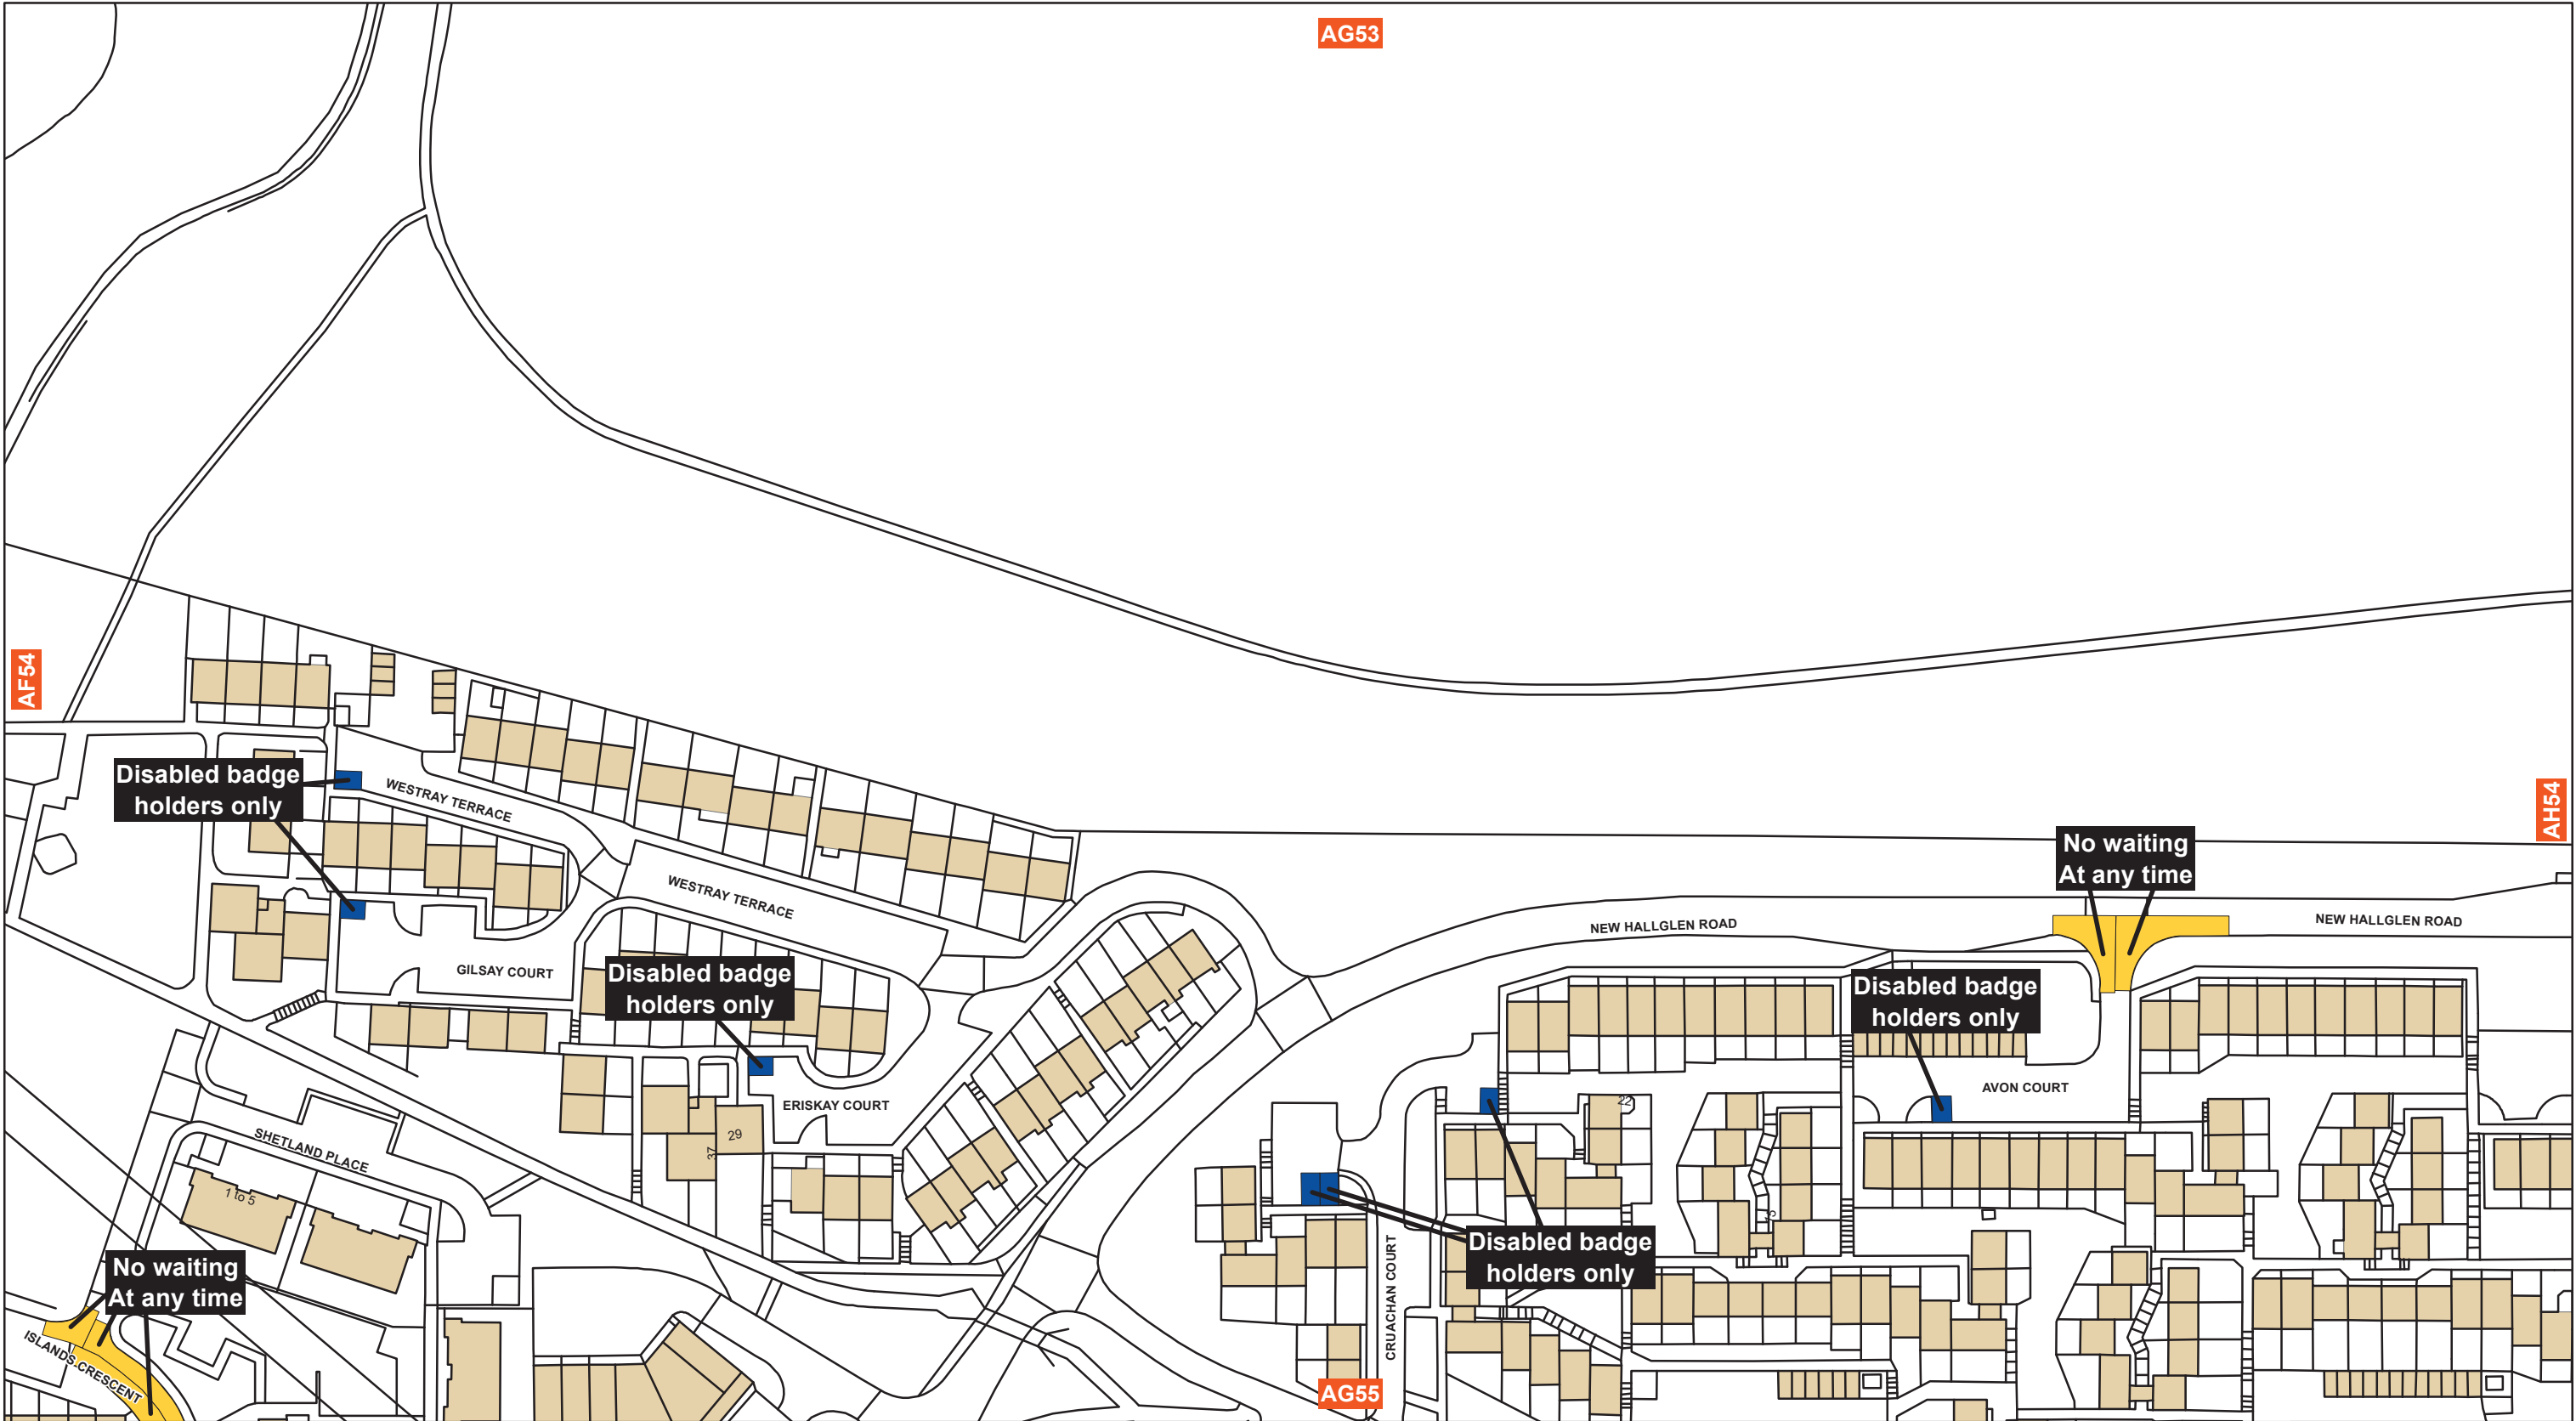 AG53
AF54
AH54
Disabled badge
holders only
WESTRAY TERRACE
WESTRAY TERRACE
No waiting
At any time
NEW HALLGLEN ROAD
NEW HALLGLEN ROAD
GILSAY COURT
Disabled badge
holders only
Disabled badge
holders only
AVON COURT
ERISKAY COURT
22
29
37
SHETLAND PLACE
1 to 5
Disabled badge
holders only
CRUACHAN COURT
No waiting
At any time
ISLANDS CRESCENT
AG55